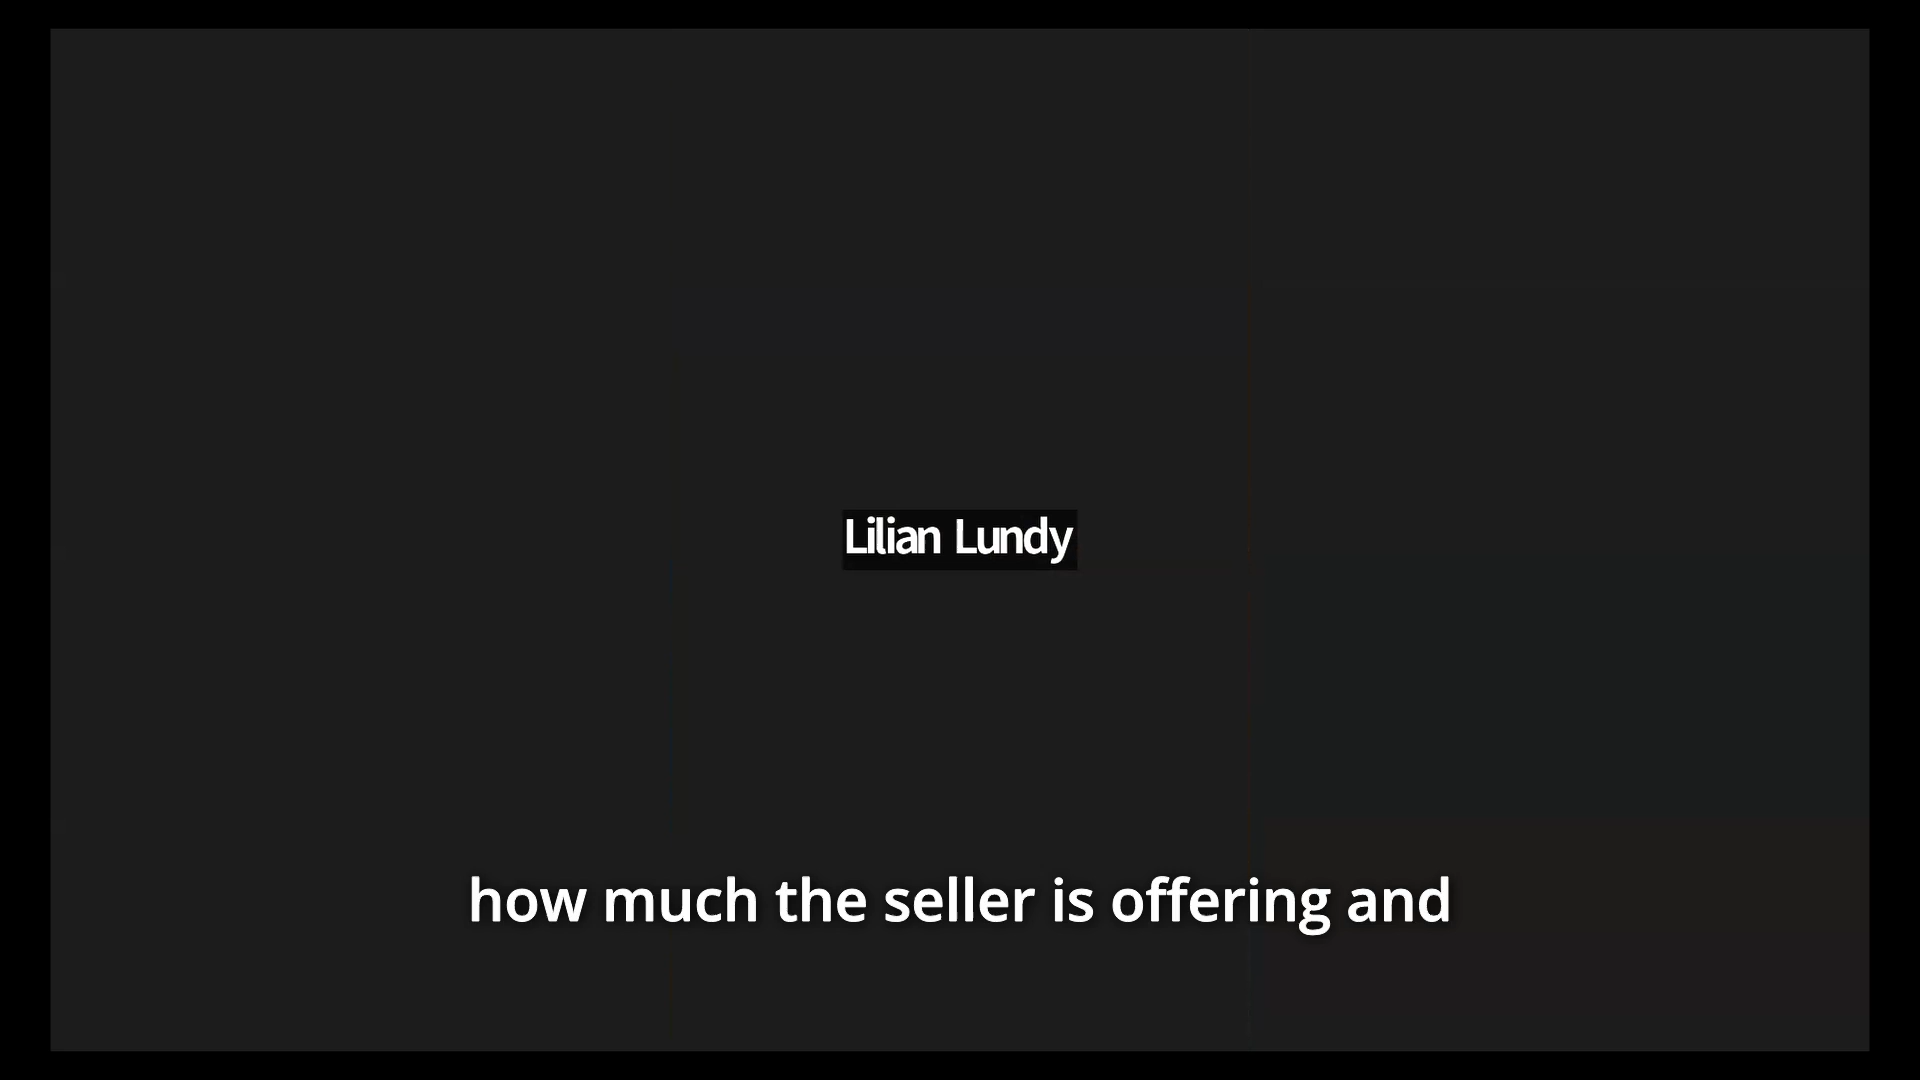 Lilian Lundy
how much the seller is offering and